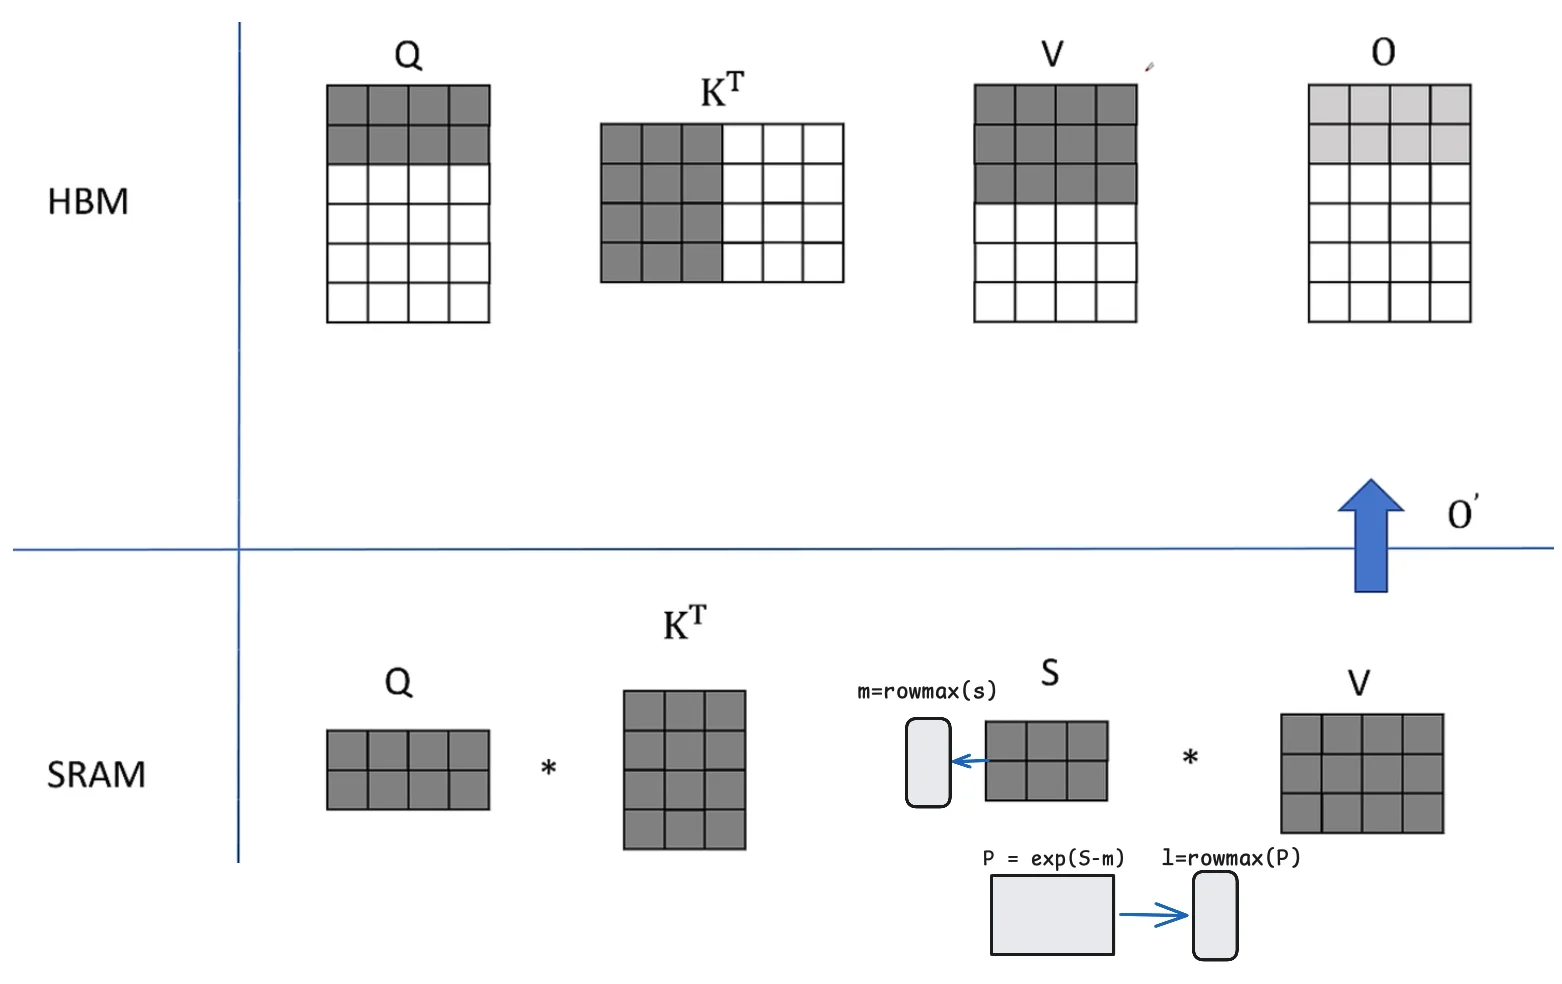 Q
K^T
V
O
HBM
O'
Q
K^T
m=rowmax(s)
S
V
SRAM
*
*
P = exp(S-m)
l=rowmax(P)